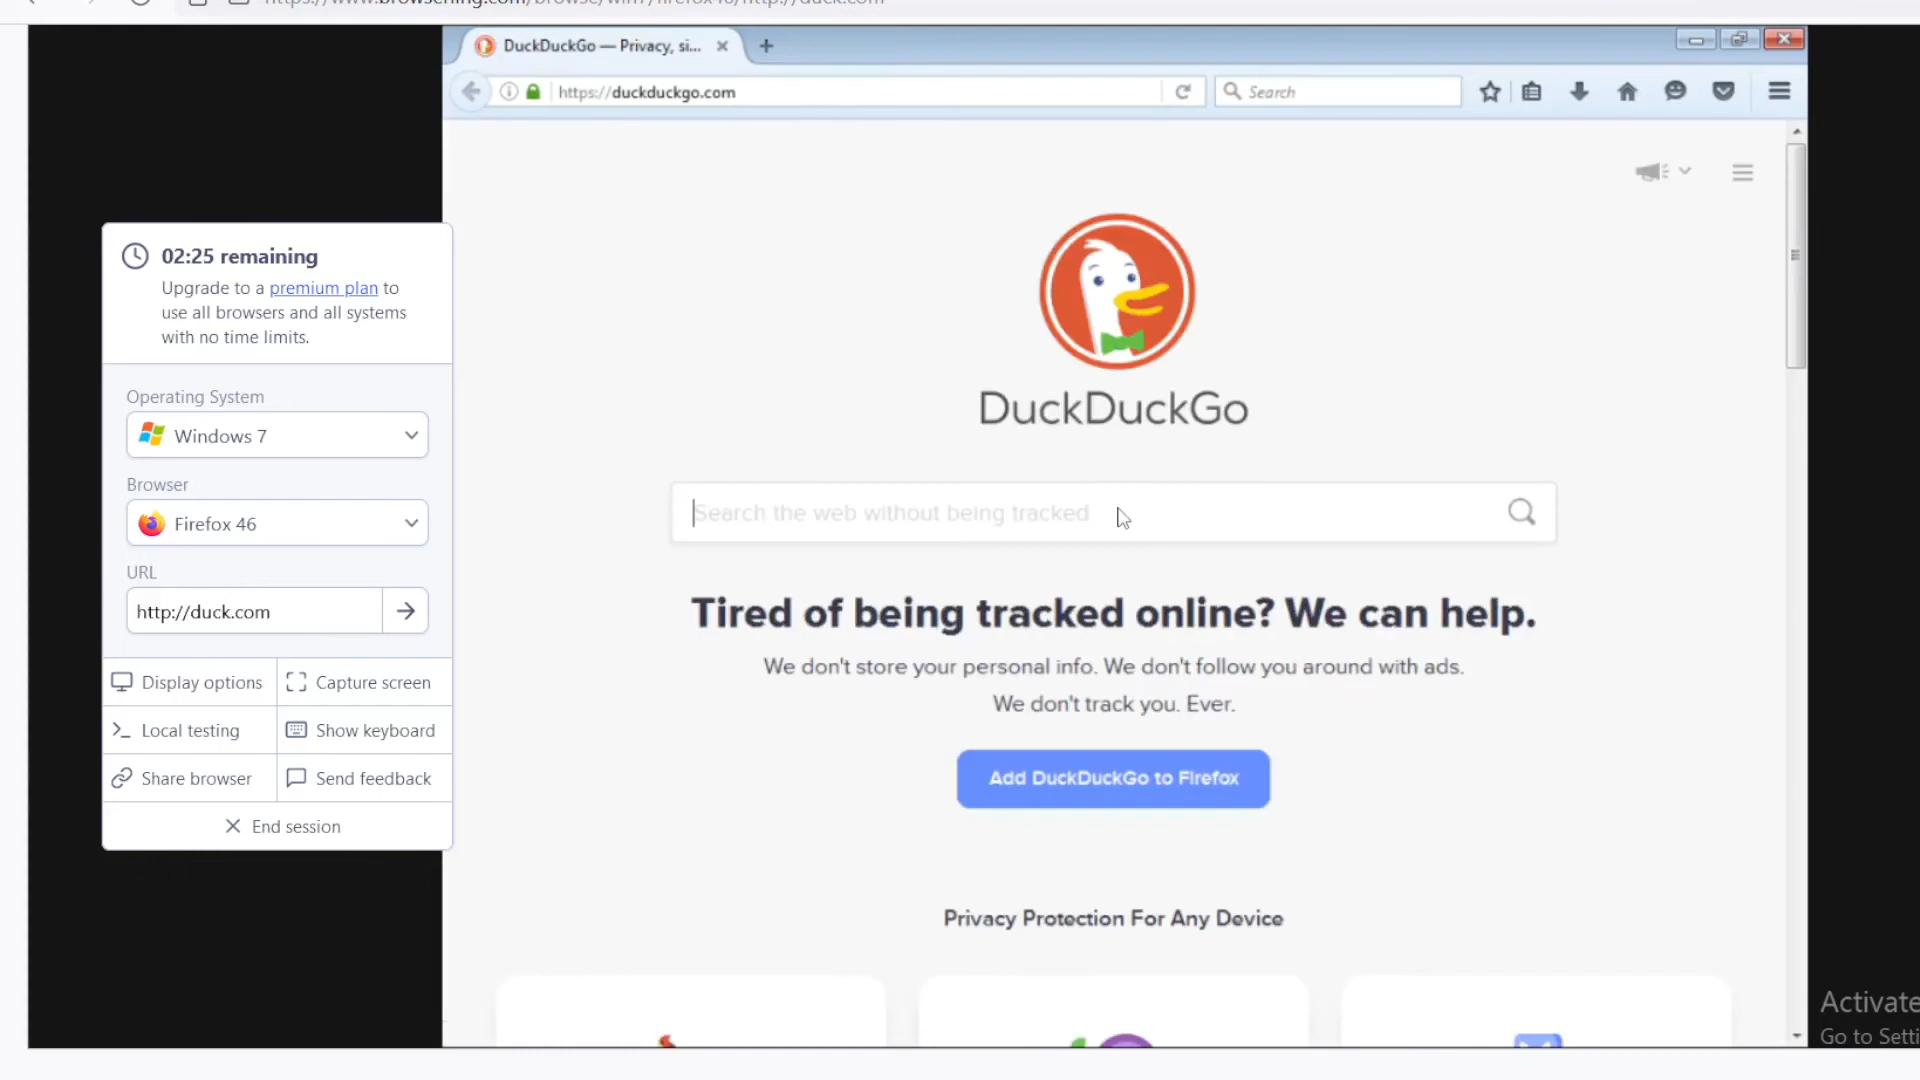 DuckDuckGo — Privacy, si...
https://duckduckgo.com
Search
02:25 remaining
Upgrade to a premium plan to
use all browsers and all systems
with no time limits.
Operating System
Windows 7
Browser
Firefox 46
URL
http://duck.com
Display options
Capture screen
Local testing
Show keyboard
Share browser
Send feedback
End session
DuckDuckGo
Search the web without being tracked
Tired of being tracked online? We can help.
We don't store your personal info. We don't follow you around with ads.
We don't track you. Ever.
Add DuckDuckGo to Firefox
Privacy Protection For Any Device
Activate
Go to Setti